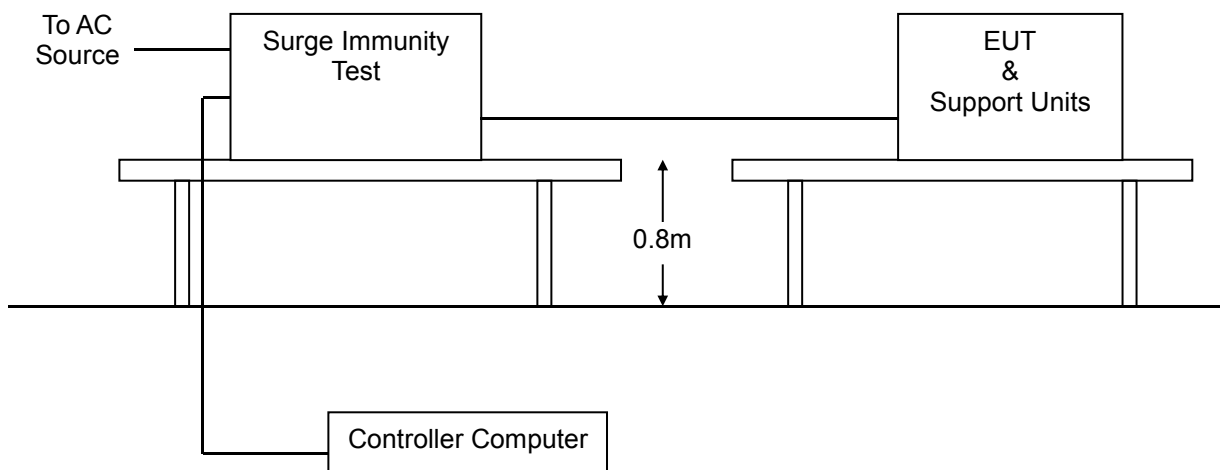 To AC
Source
Surge Immunity
Test
EUT
&
Support Units
0.8m
Controller Computer